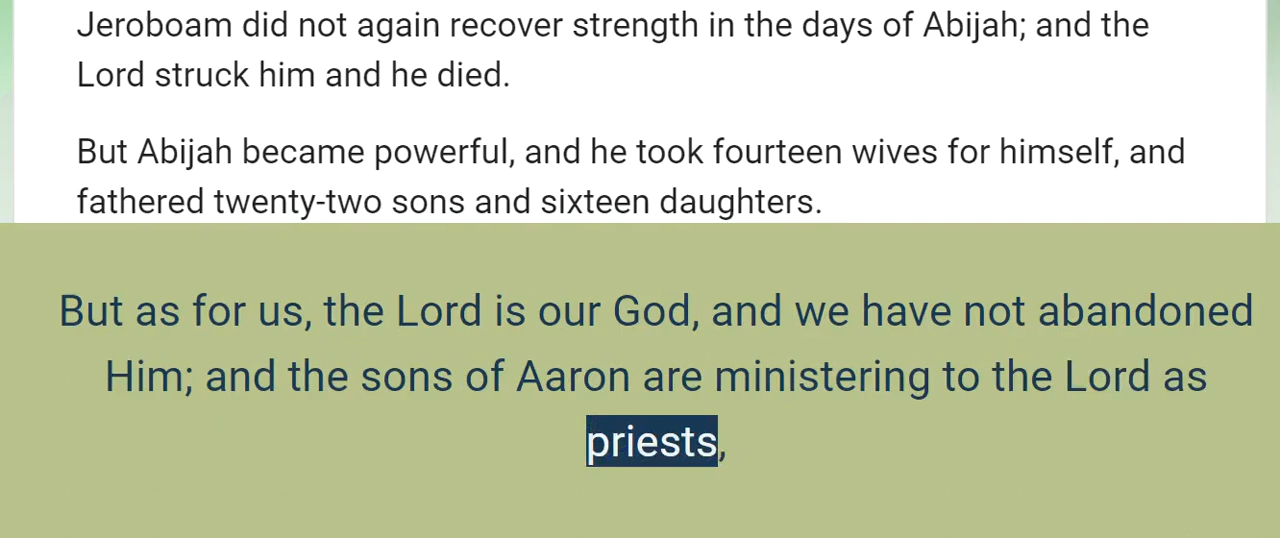 Jeroboam did not again recover strength in the days of Abijah; and the
Lord struck him and he died.
But Abijah became powerful, and he took fourteen wives for himself, and
fathered twenty-two sons and sixteen daughters.
But as for us, the Lord is our God, and we have not abandoned
Him; and the sons of Aaron are ministering to the Lord as
priests,